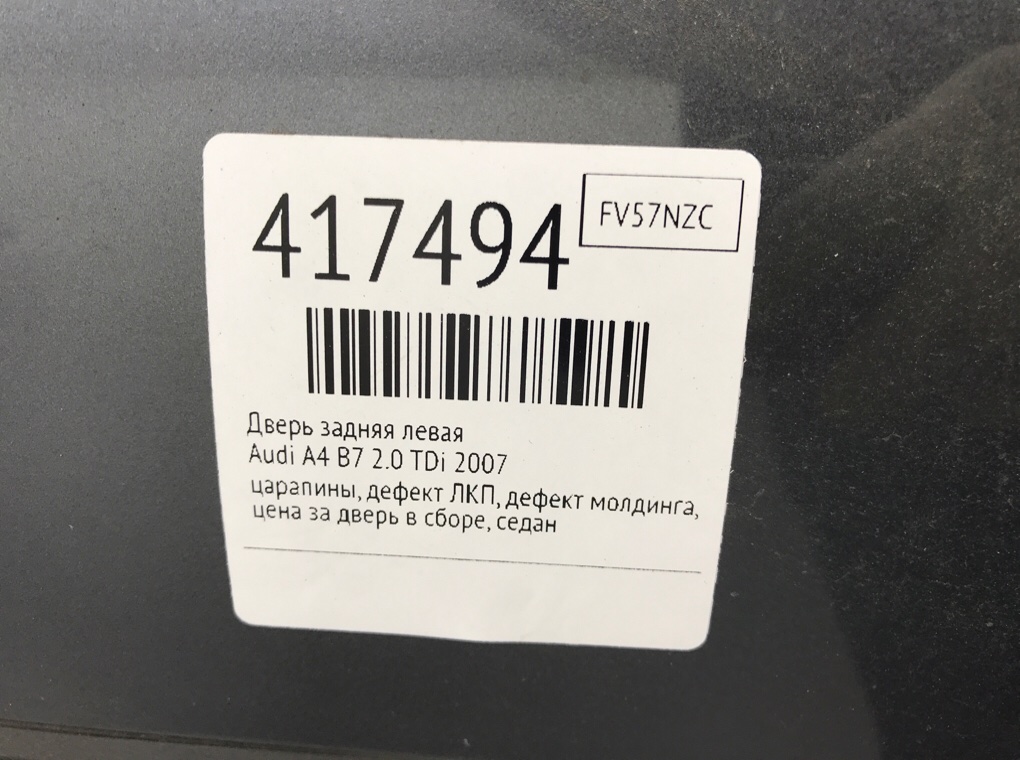 417494
FV57NZC
Дверь задняя левая
Audi A4 B7 2.0 TDi 2007
царапины, дефект ЛКП, дефект молдинга,
цена за дверь в сборе, седан